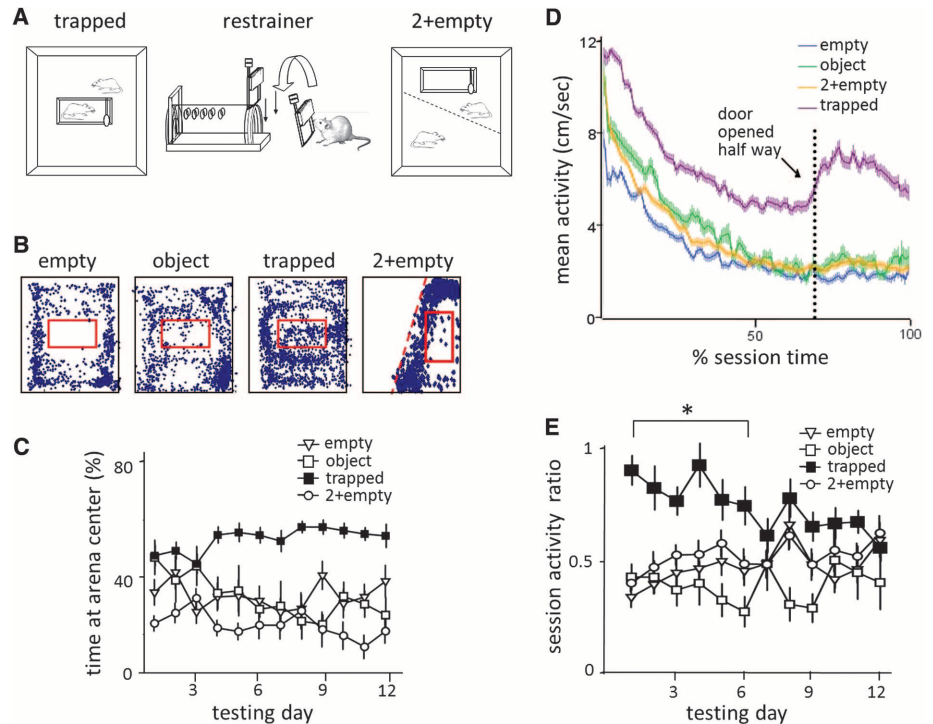 A
trapped
restrainer
2+empty
B
empty
object
trapped
2+empty
C
time at arena center (%)
80
40
0
3
6
9
12
testing day
empty
object
trapped
2+empty
D
mean activity (cm/sec)
12
8
4
0
50
100
% session time
empty
object
2+empty
trapped
door
opened
half way
E
session activity ratio
1
0.5
0
3
6
9
12
testing day
*
empty
object
trapped
2+empty